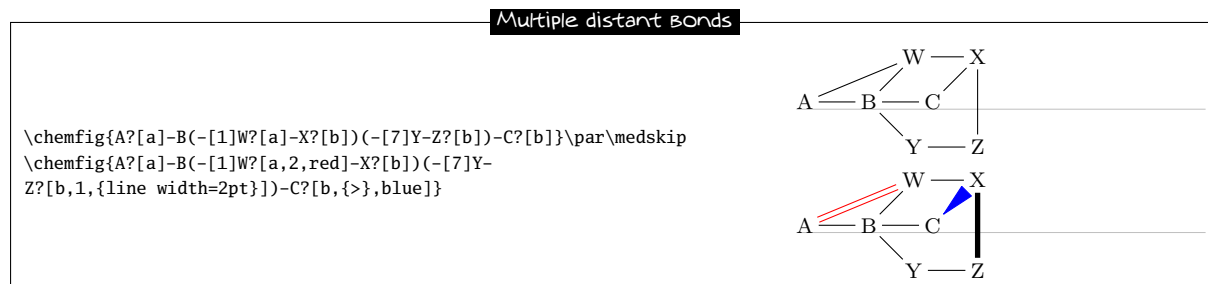 Multiple distant Bonds
\chemfig{A?[a]-B(-[1]W?[a]-X?[b])(-[7]Y-Z?[b])-C?[b]}\par\medskip
\chemfig{A?[a]-B(-[1]W?[a,2,red]-X?[b])(-[7]Y-
Z?[b,1,{line width=2pt}])-C?[b,{>},blue]}
W X
A B C
Y Z
W X
A B C
Y Z